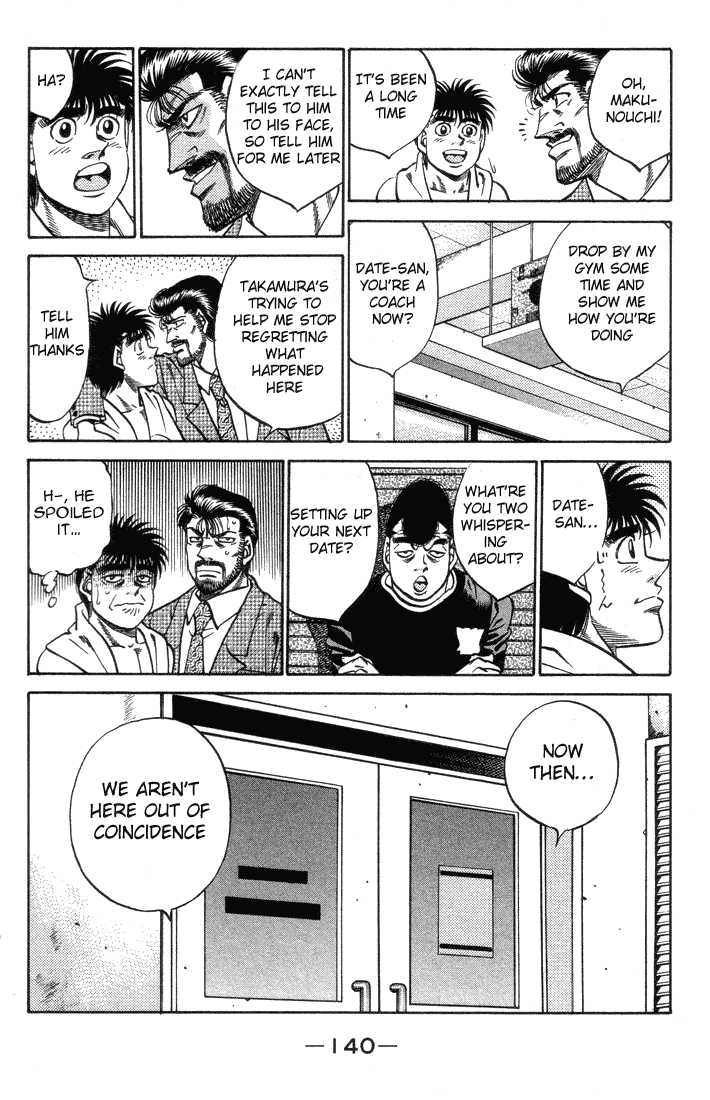 OH,
MAKU-
NOUCHI!
IT'S BEEN
A LONG
TIME
I CAN'T
EXACTLY TELL
THIS TO HIM
TO HIS FACE,
SO TELL HIM
FOR ME LATER
HA?
DROP BY MY
GYM SOME
TIME AND
SHOW ME
HOW YOU'RE
DOING
DATE-SAN,
YOU'RE A
COACH
NOW?
TAKAMURA'S
TRYING TO
HELP ME STOP
REGRETTING
WHAT
HAPPENED
HERE
TELL
HIM
THANKS
DATE-
SAN...
WHAT'RE
YOU TWO
WHISPER-
ING
ABOUT?
SETTING UP
YOUR NEXT
DATE?
H-, HE
SPOILED
IT...
NOW
THEN...
WE AREN'T
HERE OUT OF
COINCIDENCE
—140—